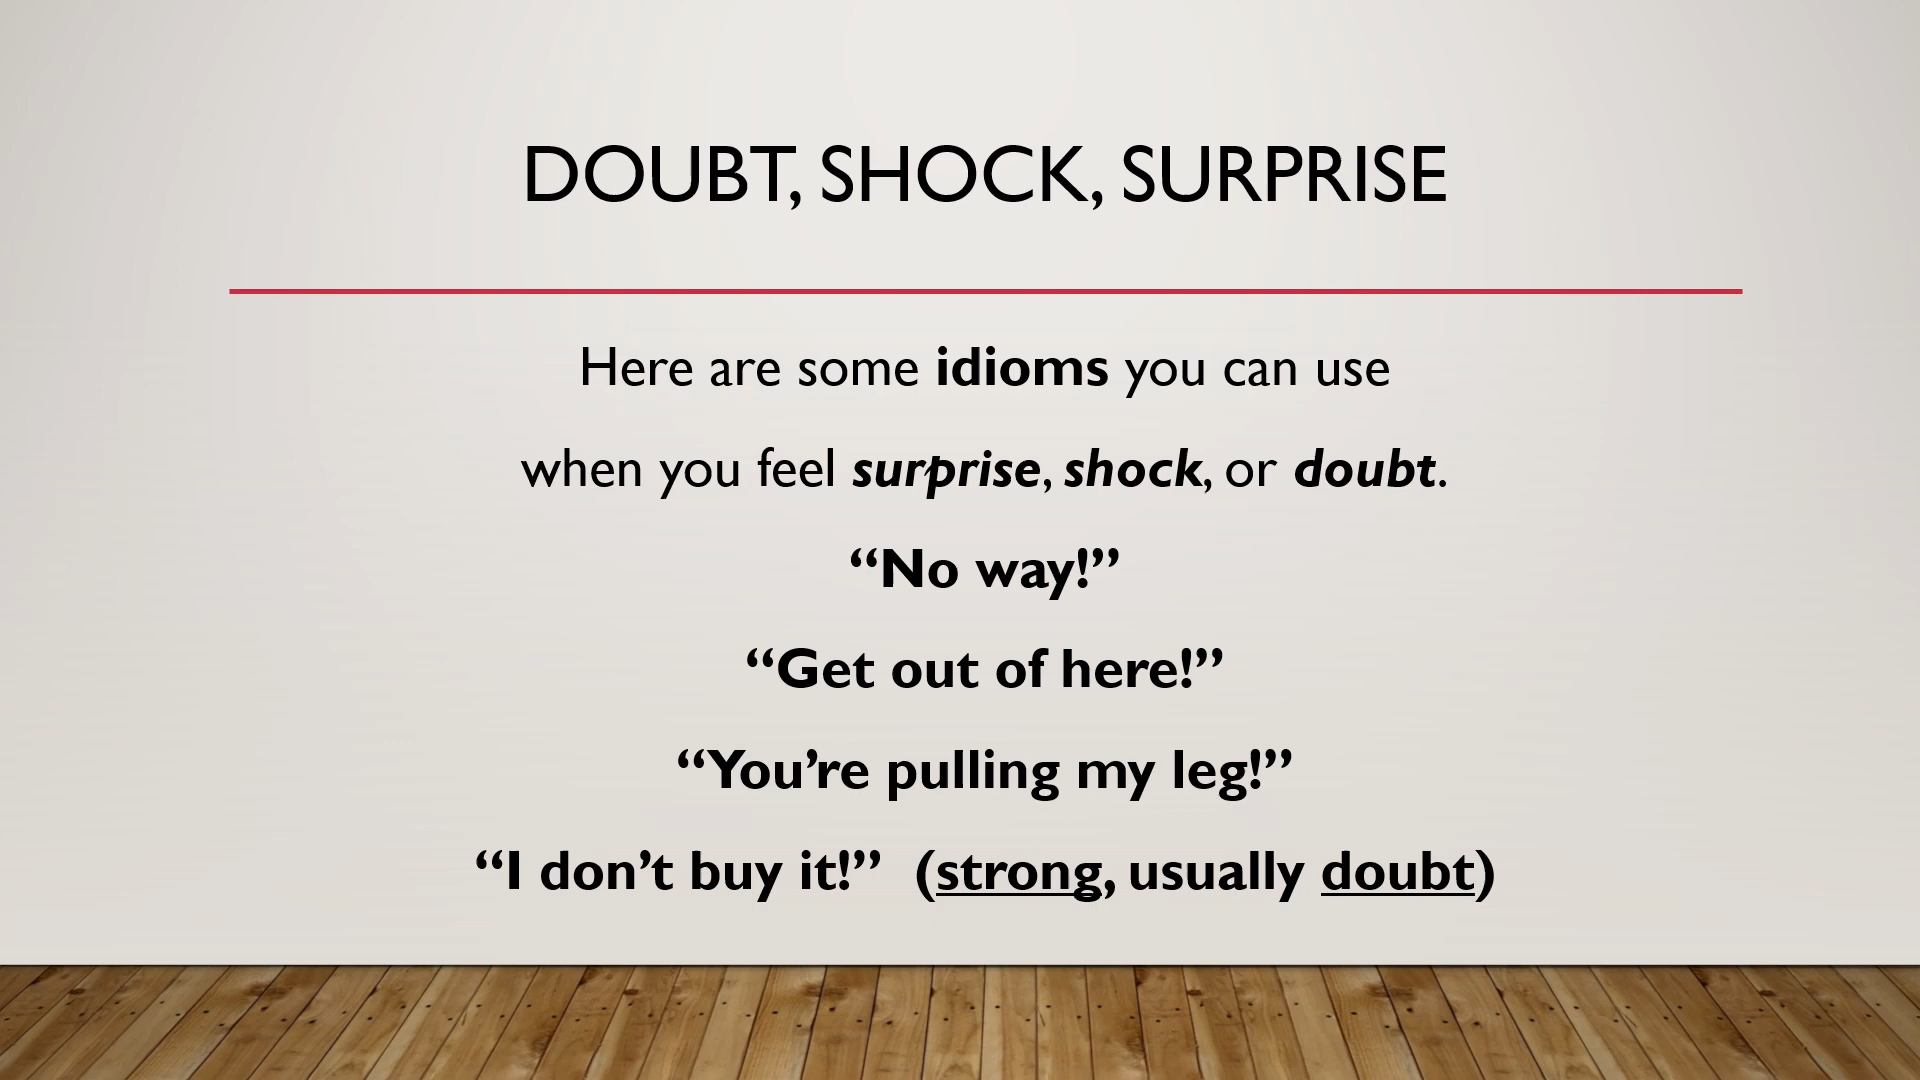 DOUBT, SHOCK, SURPRISE
Here are some idioms you can use
when you feel surprise, shock, or doubt.
“No way!”
“Get out of here!”
“You’re pulling my leg!”
“I don’t buy it!”  (strong, usually doubt)